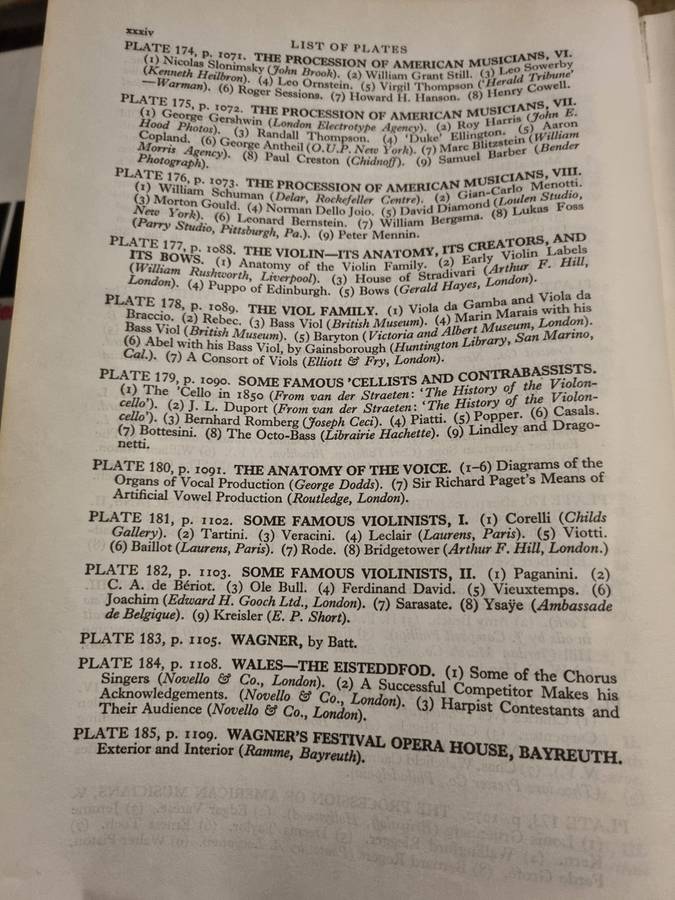 xxxiv
LIST OF PLATES
PLATE 174, p. 1071. THE PROCESSION OF AMERICAN MUSICIANS, VI.
(1) Nicolas Slonimsky (John Brook). (2) William Grant Still. (3) Leo Sowerby
(Kenneth Heilbron). (4) Leo Ornstein. (5) Virgil Thompson ('Herald Tribune'
—Warman). (6) Roger Sessions. (7) Howard H. Hanson. (8) Henry Cowell.
PLATE 175, p. 1072. THE PROCESSION OF AMERICAN MUSICIANS, VII.
(1) George Gershwin (London Electrotype Agency). (2) Roy Harris (John E.
Hood Photos). (3) Randall Thompson. (4) 'Duke' Ellington. (5) Aaron
Copland. (6) George Antheil (O.U.P. New York). (7) Marc Blitzstein (William
Morris Agency). (8) Paul Creston (Chidnoff). (9) Samuel Barber (Bender
Photograph).
PLATE 176, p. 1073. THE PROCESSION OF AMERICAN MUSICIANS, VIII.
(1) William Schuman (Delar, Rockefeller Centre). (2) Gian-Carlo Menotti.
(3) Morton Gould. (4) Norman Dello Joio. (5) David Diamond (Loulen Studio,
New York). (6) Leonard Bernstein. (7) William Bergsma. (8) Lukas Foss
(Parry Studio, Pittsburgh, Pa.). (9) Peter Mennin.
PLATE 177, p. 1088. THE VIOLIN—ITS ANATOMY, ITS CREATORS, AND
ITS BOWS. (1) Anatomy of the Violin Family. (2) Early Violin Labels
(William Rushworth, Liverpool). (3) House of Stradivari (Arthur F. Hill,
London). (4) Puppo of Edinburgh. (5) Bows (Gerald Hayes, London).
PLATE 178, p. 1089. THE VIOL FAMILY. (1) Viola da Gamba and Viola da
Braccio. (2) Rebec. (3) Bass Viol (British Museum). (4) Marin Marais with his
Bass Viol (British Museum). (5) Baryton (Victoria and Albert Museum, London).
(6) Abel with his Bass Viol, by Gainsborough (Huntington Library, San Marino,
Cal.). (7) A Consort of Viols (Elliott & Fry, London).
PLATE 179, p. 1090. SOME FAMOUS 'CELLISTS AND CONTRABASSISTS.
(1) The 'Cello in 1850 (From van der Straeten: 'The History of the Violon-
cello'). (2) J. L. Duport (From van der Straeten: 'The History of the Violon-
cello'). (3) Bernhard Romberg (Joseph Ceci). (4) Piatti. (5) Popper. (6) Casals.
(7) Bottesini. (8) The Octo-Bass (Librairie Hachette). (9) Lindley and Drago-
netti.
PLATE 180, p. 1091. THE ANATOMY OF THE VOICE. (1–6) Diagrams of the
Organs of Vocal Production (George Dodds). (7) Sir Richard Paget's Means of
Artificial Vowel Production (Routledge, London).
PLATE 181, p. 1102. SOME FAMOUS VIOLINISTS, I. (1) Corelli (Childs
Gallery). (2) Tartini. (3) Veracini. (4) Leclair (Laurens, Paris). (5) Viotti.
(6) Baillot (Laurens, Paris). (7) Rode. (8) Bridgetower (Arthur F. Hill, London.)
PLATE 182, p. 1103. SOME FAMOUS VIOLINISTS, II. (1) Paganini. (2)
C. A. de Bériot. (3) Ole Bull. (4) Ferdinand David. (5) Vieuxtemps. (6)
Joachim (Edward H. Gooch Ltd., London). (7) Sarasate. (8) Ysaÿe (Ambassade
de Belgique). (9) Kreisler (E. P. Short).
PLATE 183, p. 1105. WAGNER, by Batt.
PLATE 184, p. 1108. WALES—THE EISTEDDFOD. (1) Some of the Chorus
Singers (Novello & Co., London). (2) A Successful Competitor Makes his
Acknowledgements. (Novello & Co., London). (3) Harpist Contestants and
Their Audience (Novello & Co., London).
PLATE 185, p. 1109. WAGNER'S FESTIVAL OPERA HOUSE, BAYREUTH.
Exterior and Interior (Ramme, Bayreuth).